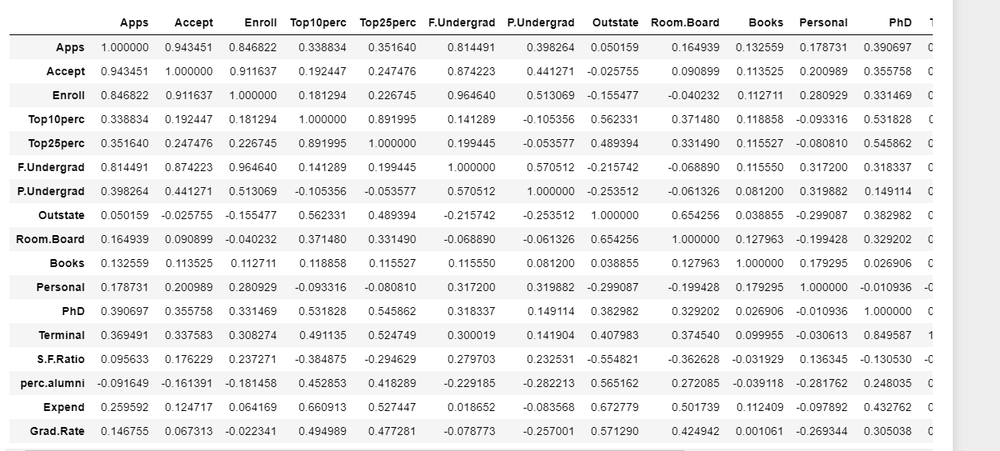 Apps Accept Enroll Top10perc Top25perc F.Undergrad P.Undergrad Outstate Room.Board Books Personal PhD
Apps 1.000000 0.943451 0.846822 0.338834 0.351640 0.814491 0.398264 0.050159 0.164939 0.132559 0.178731 0.390697
Accept 0.943451 1.000000 0.911637 0.192447 0.247476 0.874223 0.441271 -0.025755 0.090899 0.113525 0.200989 0.355758
Enroll 0.846822 0.911637 1.000000 0.181294 0.226745 0.964640 0.513069 -0.155477 -0.040232 0.112711 0.280929 0.331469
Top10perc 0.338834 0.192447 0.181294 1.000000 0.891995 0.141289 -0.105356 0.562331 0.371480 0.118858 -0.093316 0.531828
Top25perc 0.351640 0.247476 0.226745 0.891995 1.000000 0.199445 -0.053577 0.489394 0.331490 0.115527 -0.080810 0.545862
F.Undergrad 0.814491 0.874223 0.964640 0.141289 0.199445 1.000000 0.570512 -0.215742 -0.068890 0.115550 0.317200 0.318337
P.Undergrad 0.398264 0.441271 0.513069 -0.105356 -0.053577 0.570512 1.000000 -0.253512 -0.061326 0.081200 0.319882 0.149114
Outstate 0.050159 -0.025755 -0.155477 0.562331 0.489394 -0.215742 -0.253512 1.000000 0.654256 0.038855 -0.299087 0.382982
Room.Board 0.164939 0.090899 -0.040232 0.371480 0.331490 -0.068890 -0.061326 0.654256 1.000000 0.127963 -0.199428 0.329202
Books 0.132559 0.113525 0.112711 0.118858 0.115527 0.115550 0.081200 0.038855 0.127963 1.000000 0.179295 0.026906
Personal 0.178731 0.200989 0.280929 -0.093316 -0.080810 0.317200 0.319882 -0.299087 -0.199428 0.179295 1.000000 -0.010936
PhD 0.390697 0.355758 0.331469 0.531828 0.545862 0.318337 0.149114 0.382982 0.329202 0.026906 -0.010936 1.000000
Terminal 0.369491 0.337583 0.308274 0.491135 0.524749 0.300019 0.141904 0.407983 0.374540 0.099955 -0.030613 0.849587
S.F.Ratio 0.095633 0.176229 0.237271 -0.384875 -0.294629 0.279703 0.232531 -0.554821 -0.362628 -0.031929 0.136345 -0.130530
perc.alumni -0.091649 -0.161391 -0.181458 0.452853 0.418289 -0.229185 -0.282213 0.565162 0.272085 -0.039118 -0.281762 0.248035
Expend 0.259592 0.124717 0.064169 0.660913 0.527447 0.018652 -0.083568 0.672779 0.501739 0.112409 -0.097892 0.432762
Grad.Rate 0.146755 0.067313 -0.022341 0.494989 0.477281 -0.078773 -0.257001 0.571290 0.424942 0.001061 -0.269344 0.305038